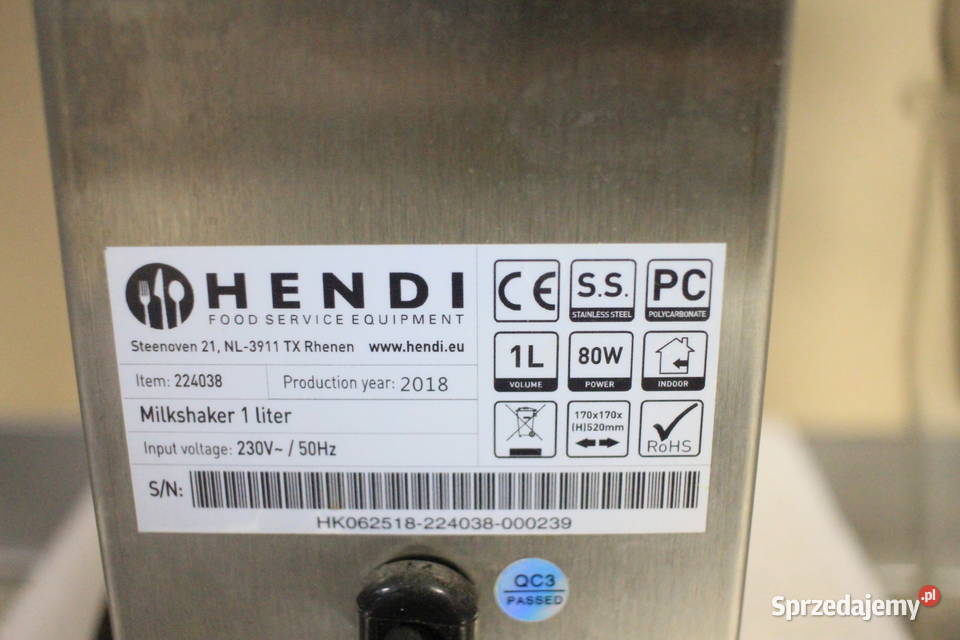 HENDI
FOOD SERVICE EQUIPMENT
Steenoven 21, NL-3911 TX Rhenen www.hendi.eu
Item: 224038
Production year: 2018
Milkshaker 1 liter
Input voltage: 230V~ / 50Hz
CE
S.S.
STAINLESS STEEL
PC
POLYCARBONATE
1L
VOLUME
80W
POWER
INDOOR
170x170x
(H)520mm
RoHS
S/N:
HK062518-224038-000239
QC3
PASSED
Sprzedajemy.pl